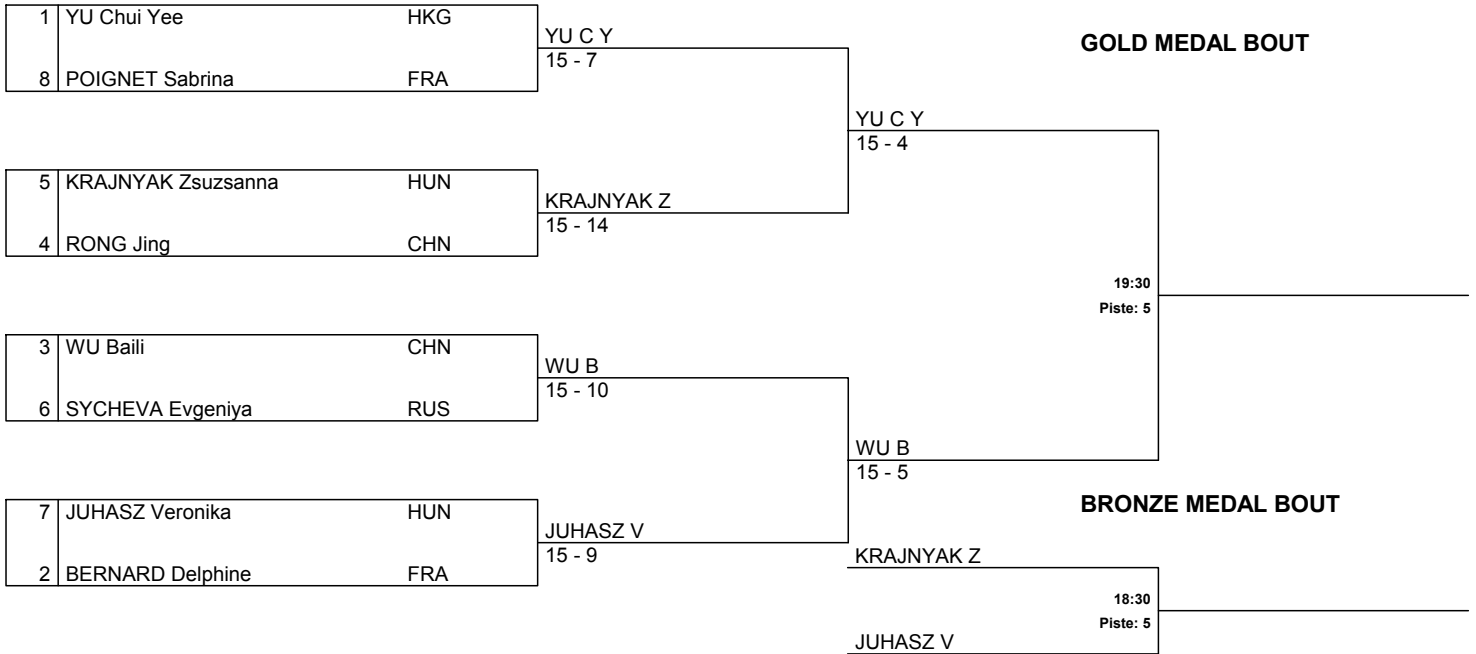 1 YU Chui Yee HKG
8 POIGNET Sabrina FRA
5 KRAJNYAK Zsuzsanna HUN
4 RONG Jing CHN
3 WU Baili CHN
6 SYCHEVA Evgeniya RUS
7 JUHASZ Veronika HUN
2 BERNARD Delphine FRA
YU C Y
15 - 7
KRAJNYAK Z
15 - 14
WU B
15 - 10
JUHASZ V
15 - 9
GOLD MEDAL BOUT
YU C Y
15 - 4
19:30
Piste: 5
WU B
15 - 5
BRONZE MEDAL BOUT
KRAJNYAK Z
18:30
Piste: 5
JUHASZ V